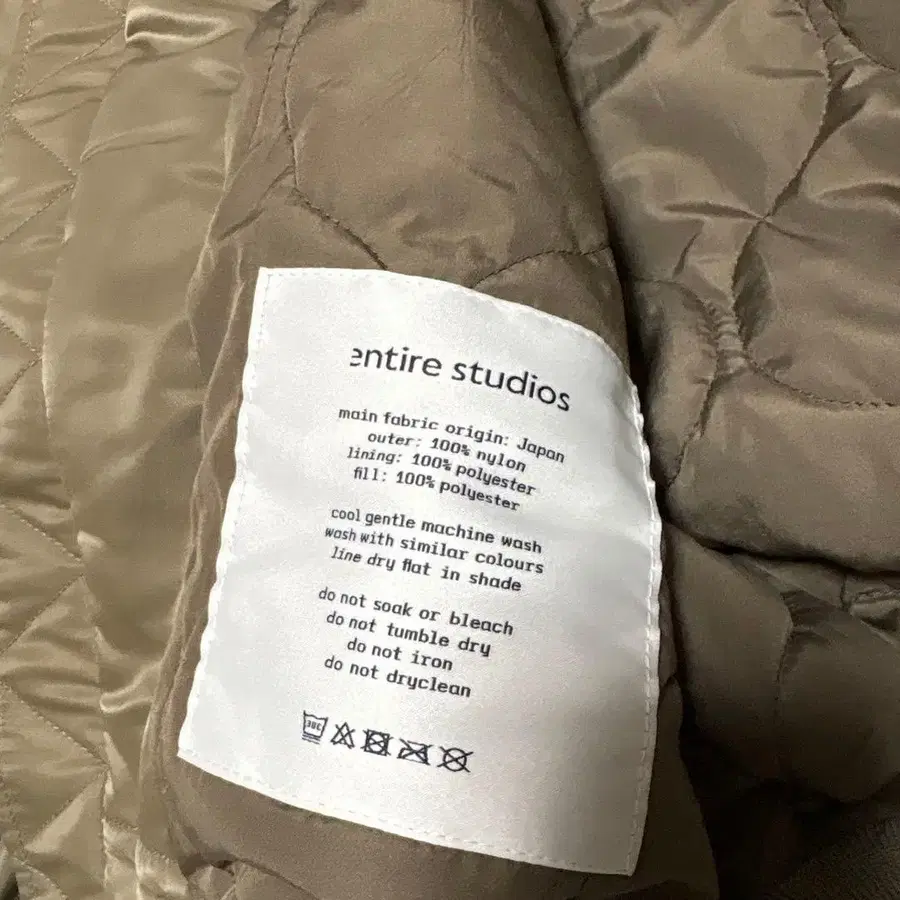 entire studios
main fabric origin: Japan
outer: 100% nylon
lining: 100% polyester
fill: 100% polyester
cool gentle machine wash
wash with similar colours
line dry flat in shade
do not soak or bleach
do not tumble dry
do not iron
do not dryclean
30C